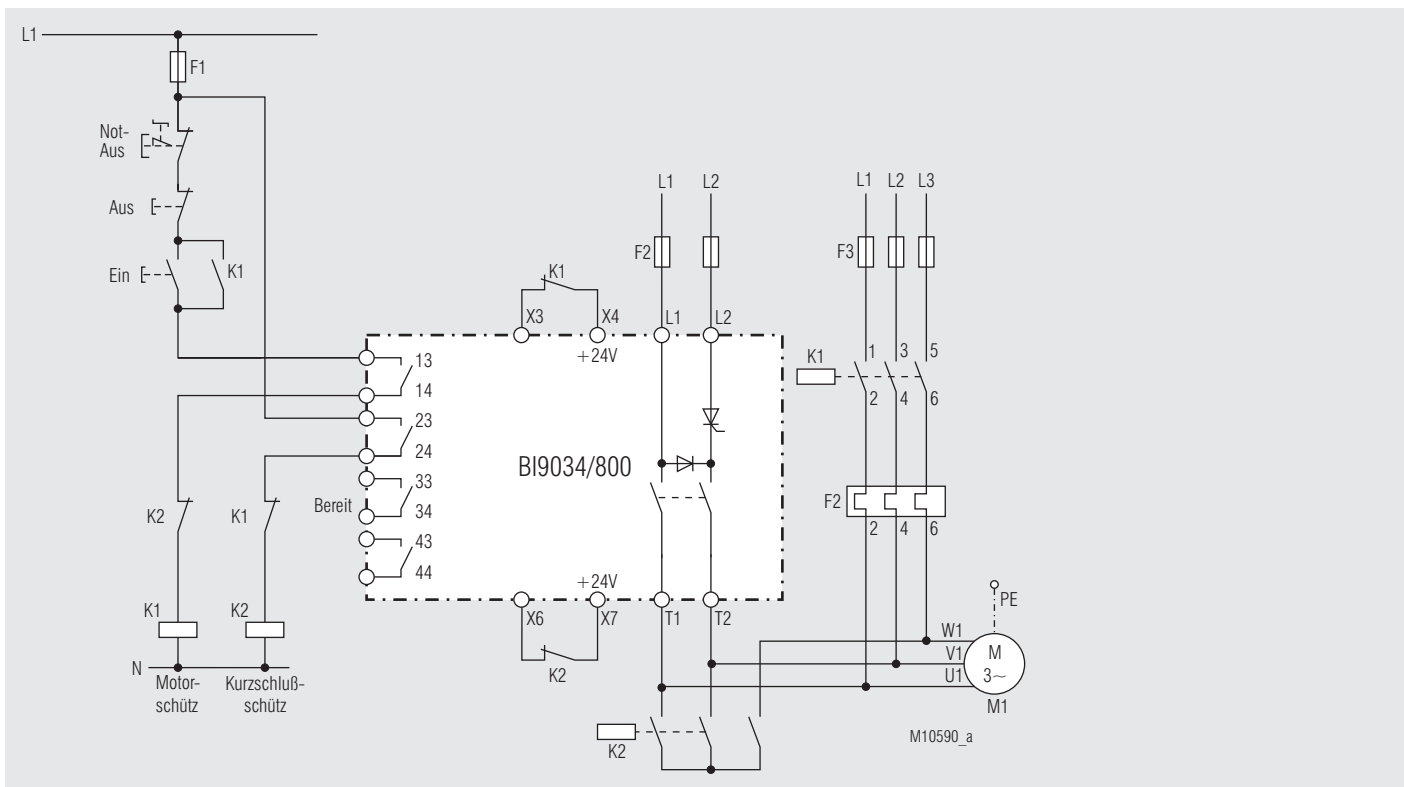 L1
F1
Not-
Aus
Aus
Ein
K1
L1 L2
F2
L1 L2 L3
F3
K1
X3 X4
+24V
L1 L2
K1
1 3 5
2 4 6
13
14
23
24
33
34
43
44
Bereit
BI9034/800
F2
2 4 6
K2
K1
+24V
X6 X7
T1 T2
K2
K1
K2
N
Motor-
schütz
Kurzschluß-
schütz
PE
W1
V1
U1
M
3~
M1
K2
M10590_a